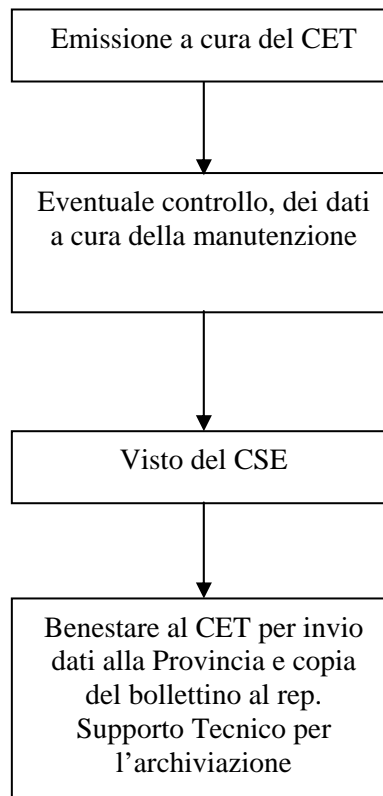 Emissione a cura del CET
Eventuale controllo, dei dati
a cura della manutenzione
Visto del CSE
Benestare al CET per invio
dati alla Provincia e copia
del bollettino al rep.
Supporto Tecnico per
l’archiviazione